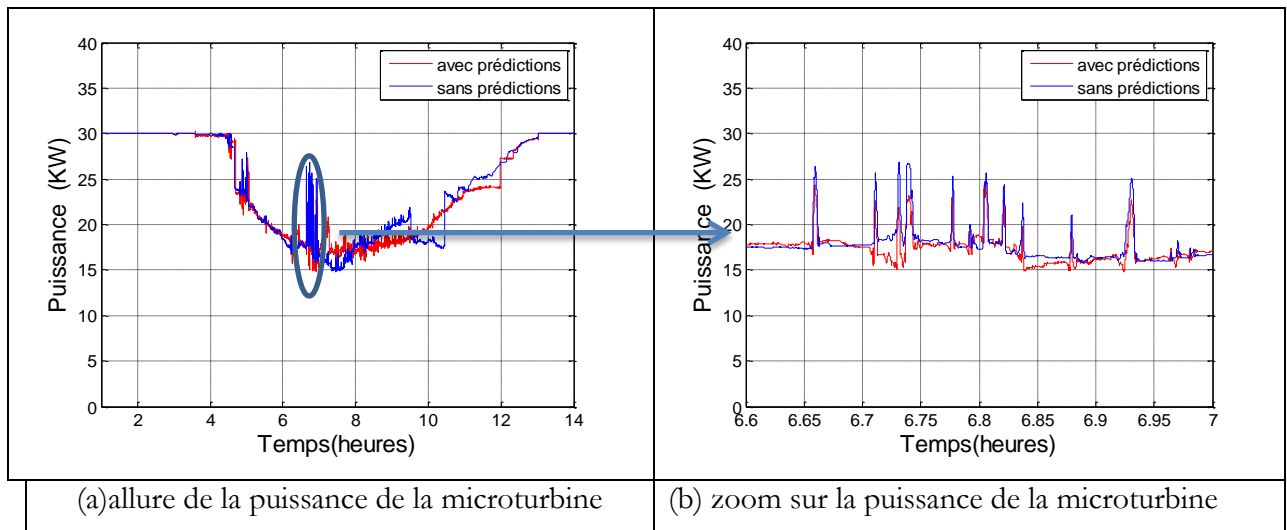 40
35
30
25
20
15
10
5
0
Puissance (KW)
avec prédictions
sans prédictions
2 4 6 8 10 12 14
Temps(heures)
40
35
30
25
20
15
10
5
0
Puissance (KW)
avec prédictions
sans prédictions
6.6 6.65 6.7 6.75 6.8 6.85 6.9 6.95 7
Temps(heures)
(a)allure de la puissance de la microturbine
(b) zoom sur la puissance de la microturbine